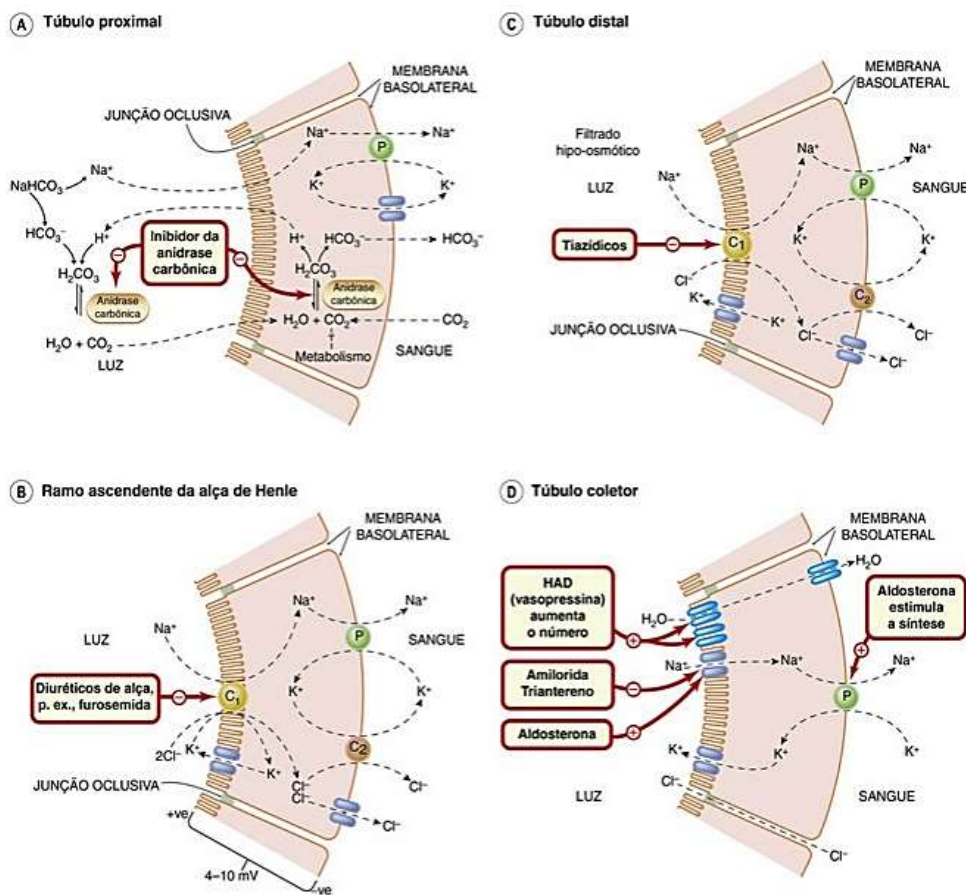 A Túbulo proximal
MEMBRANA
BASOLATERAL
JUNÇÃO OCLUSIVA
Na⁺
Na⁺
P
Na⁺
NaHCO₃
K⁺
K⁺
HCO₃⁻
H⁺
Inibidor da
anidrase
carbônica
H⁺
HCO₃⁻
HCO₃⁻
H₂CO₃
H₂CO₃
Anidrase
carbônica
Anidrase
carbônica
H₂O + CO₂
CO₂
H₂O + CO₂
LUZ
Metabolismo
SANGUE
B Ramo ascendente da alça de Henle
MEMBRANA
BASOLATERAL
Na⁺
Na⁺
Na⁺
LUZ
P
SANGUE
Diuréticos de alça,
p. ex., furosemida
C₁
K⁺
K⁺
2Cl⁻
K⁺
K⁺
C₂
Cl⁻
Cl⁻
Cl⁻
JUNÇÃO OCLUSIVA
Cl⁻
+ve
4–10 mV
–ve
C Túbulo distal
MEMBRANA
BASOLATERAL
Filtrado
hipo-osmótico
Na⁺
Na⁺
Na⁺
LUZ
P
SANGUE
Tiazídicos
C₁
K⁺
K⁺
Cl⁻
K⁺
K⁺
C₂
Cl⁻
Cl⁻
JUNÇÃO OCLUSIVA
Cl⁻
D Túbulo coletor
MEMBRANA
BASOLATERAL
H₂O
HAD
(vasopressina)
aumenta
o número
H₂O
Aldosterona
estimula
a síntese
Na⁺
Na⁺
Na⁺
Amilorida
Triantereno
P
Aldosterona
K⁺
K⁺
K⁺
Cl⁻
LUZ
SANGUE
Cl⁻